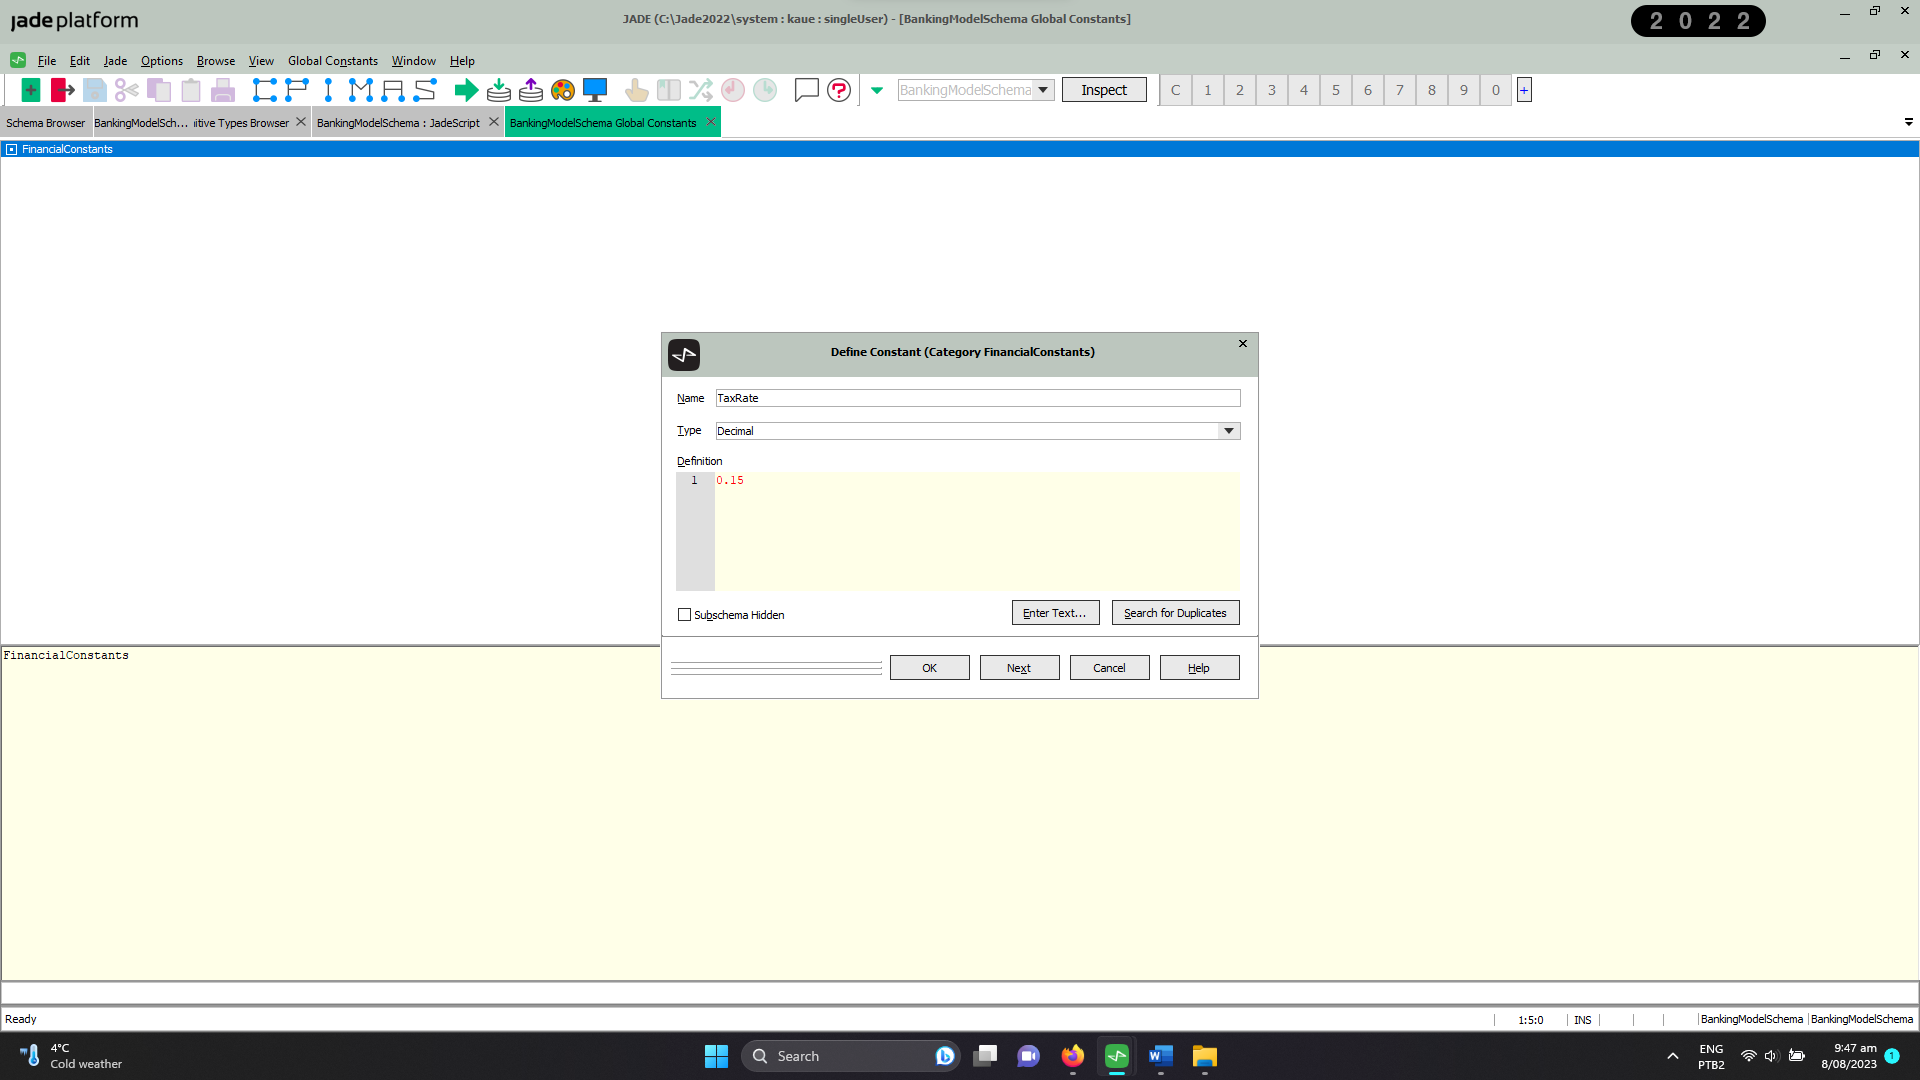 jade platform
JADE (C:\Jade2022\system : kaue : singleUser) - [BankingModelSchema Global Constants]
2 0 2 2
File Edit Jade Options Browse View Global Constants Window Help
BankingModelSchema Inspect C 1 2 3 4 5 6 7 8 9 0 +
Schema Browser BankingModelSch... itive Types Browser BankingModelSchema : JadeScript BankingModelSchema Global Constants
FinancialConstants
Define Constant (Category FinancialConstants)
Name TaxRate
Type Decimal
Definition
1 0.15
Subschema Hidden Enter Text... Search for Duplicates
OK Next Cancel Help
FinancialConstants
Ready 1:5:0 INS BankingModelSchema BankingModelSchema
4°C
Cold weather
Search
ENG
PTB2
9:47 am
8/08/2023
1